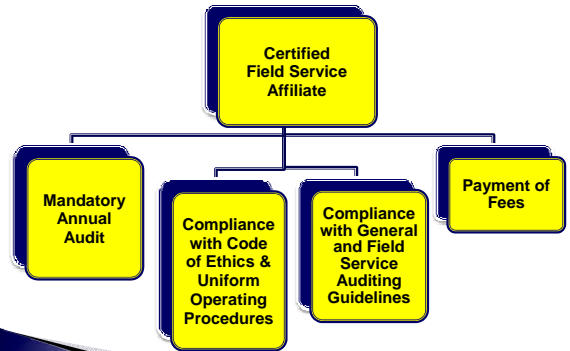 Certified
Field Service
Affiliate
Mandatory
Annual
Audit
Compliance
with Code
of Ethics &
Uniform
Operating
Procedures
Compliance
with General
and Field
Service
Auditing
Guidelines
Payment of
Fees